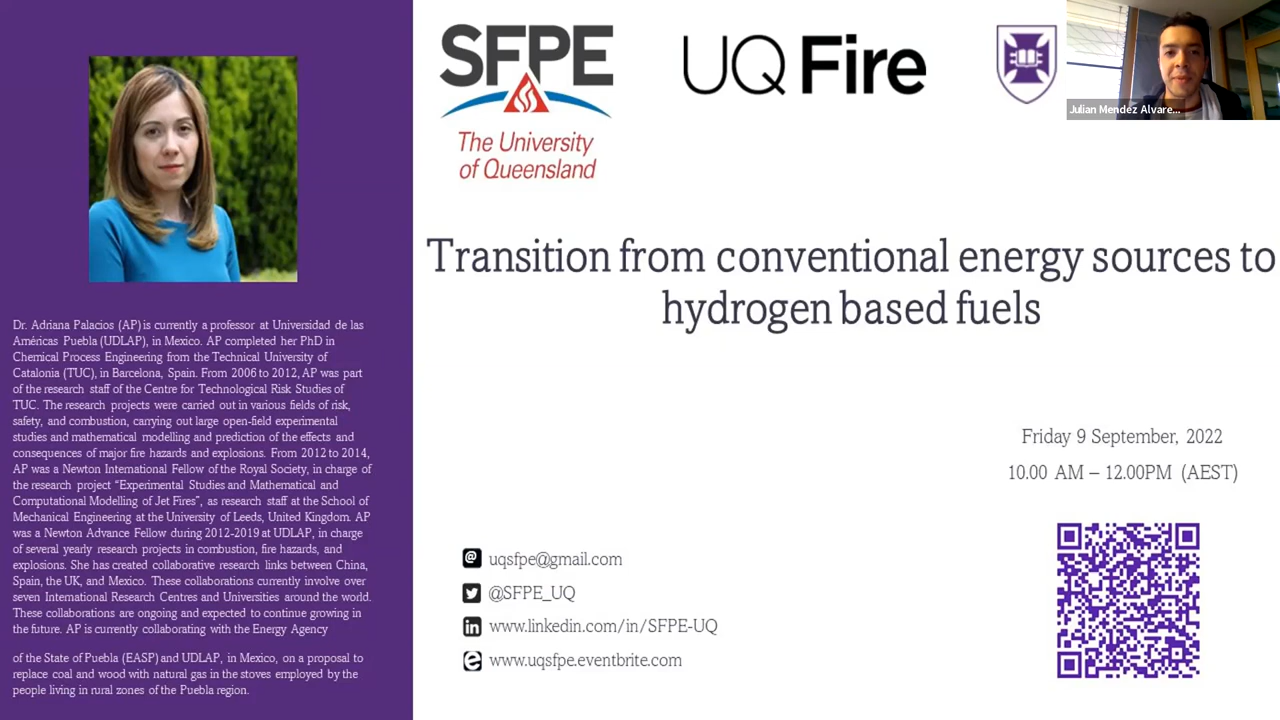 SFPE
The University
of Queensland
UQ Fire
Julian Mendez Alvare...
Transition from conventional energy sources to
hydrogen based fuels
Friday 9 September, 2022
10.00 AM – 12.00PM (AEST)
uqsfpe@gmail.com
@SFPE_UQ
www.linkedin.com/in/SFPE-UQ
www.uqsfpe.eventbrite.com
Dr. Adriana Palacios (AP) is currently a professor at Universidad de las
Américas Puebla (UDLAP), in Mexico. AP completed her PhD in
Chemical Process Engineering from the Technical University of
Catalonia (TUC), in Barcelona, Spain. From 2006 to 2012, AP was part
of the research staff of the Centre for Technological Risk Studies of
TUC. The research projects were carried out in various fields of risk,
safety, and combustion, carrying out large open-field experimental
studies and mathematical modelling and prediction of the effects and
consequences of major fire hazards and explosions. From 2012 to 2014,
AP was a Newton International Fellow of the Royal Society, in charge of
the research project “Experimental Studies and Mathematical and
Computational Modelling of Jet Fires”, as research staff at the School of
Mechanical Engineering at the University of Leeds, United Kingdom. AP
was a Newton Advance Fellow during 2012-2019 at UDLAP, in charge
of several yearly research projects in combustion, fire hazards, and
explosions. She has created collaborative research links between China,
Spain, the UK, and Mexico. These collaborations currently involve over
seven International Research Centres and Universities around the world.
These collaborations are ongoing and expected to continue growing in
the future. AP is currently collaborating with the Energy Agency
of the State of Puebla (EASP) and UDLAP, in Mexico, on a proposal to
replace coal and wood with natural gas in the stoves employed by the
people living in rural zones of the Puebla region.